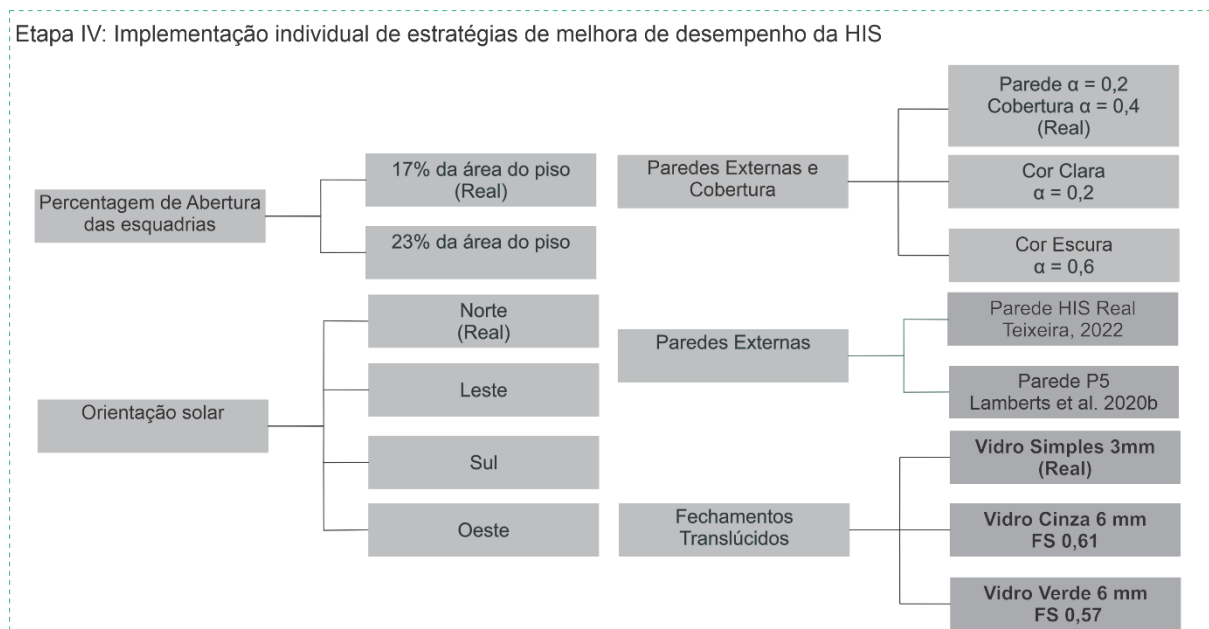 Etapa IV: Implementação individual de estratégias de melhora de desempenho da HIS
Percentagem de Abertura
das esquadrias
17% da área do piso
(Real)
23% da área do piso
Orientação solar
Norte
(Real)
Leste
Sul
Oeste
Paredes Externas e
Cobertura
Parede α = 0,2
Cobertura α = 0,4
(Real)
Cor Clara
α = 0,2
Cor Escura
α = 0,6
Paredes Externas
Parede HIS Real
Teixeira, 2022
Parede P5
Lamberts et al. 2020b
Fechamentos
Translúcidos
Vidro Simples 3mm
(Real)
Vidro Cinza 6 mm
FS 0,61
Vidro Verde 6 mm
FS 0,57